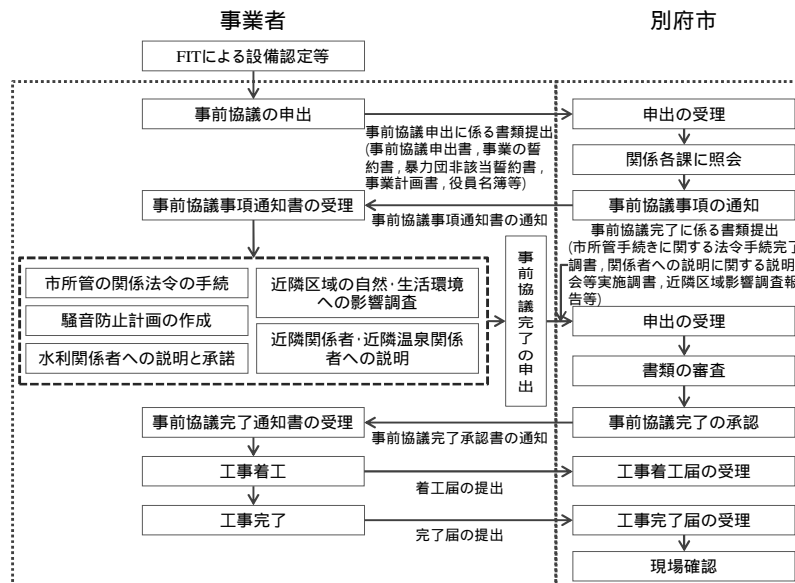 事業者
別府市
FITによる設備認定等
事前協議の申出
申出の受理
事前協議申出に係る書類提出
(事前協議申出書，事業の誓
約書，暴力団非該当誓約書，
事業計画書，役員名簿等)
関係各課に照会
事前協議事項通知書の受理
事前協議事項の通知
事前協議事項通知書の通知
事前協議完了に係る書類提出
(市所管手続きに関する法令手続完了
調書，関係者への説明に関する説明
会等実施調書，近隣区域影響調査報
告等)
市所管の関係法令の手続
騒音防止計画の作成
水利関係者への説明と承諾
近隣区域の自然・生活環境
への影響調査
近隣関係者・近隣温泉関係
者への説明
事前協議完了の申出
申出の受理
書類の審査
事前協議完了通知書の受理
事前協議完了の承認
事前協議完了承認書の通知
工事着工
工事着工届の受理
着工届の提出
工事完了
工事完了届の受理
完了届の提出
現場確認